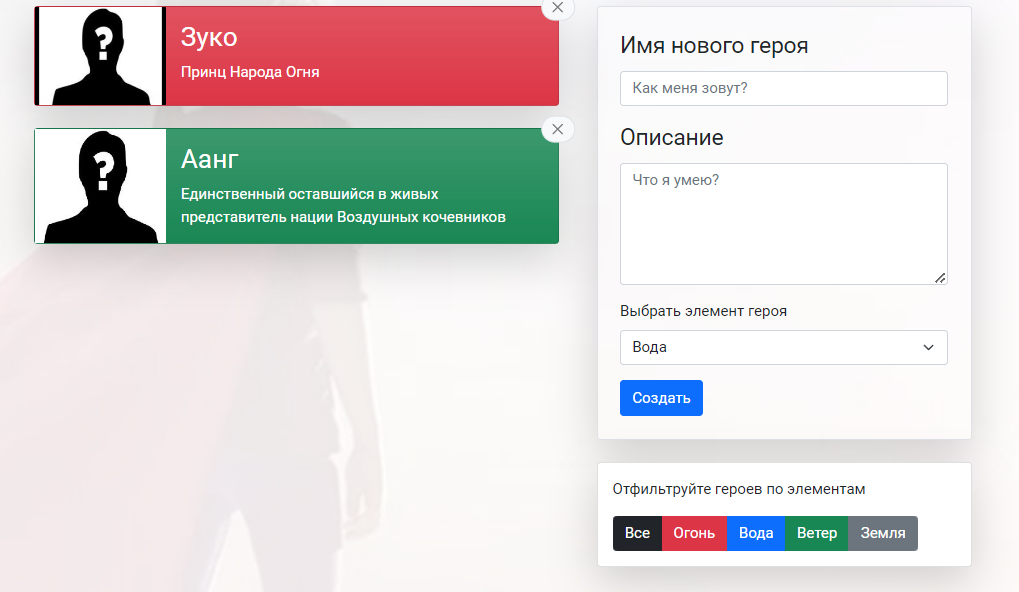 Зуко
Принц Народа Огня
Аанг
Единственный оставшийся в живых
представитель нации Воздушных кочевников
Имя нового героя
Как меня зовут?
Описание
Что я умею?
Выбрать элемент героя
Вода
Создать
Отфильтруйте героев по элементам
Все Огонь Вода Ветер Земля